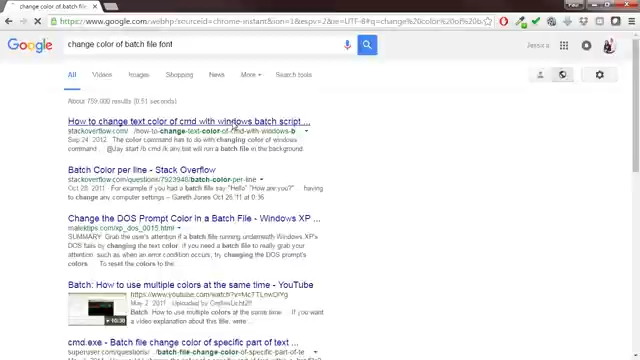 change color of batch fi
https://www.google.com/webhp?sourceid=chrome-instant&ion=1&espv=2&ie=UTF-8#q=change%20color%20of%20b
Google
change color of batch file font
Jessica
All Videos Images Shopping News More Search tools
About 759,000 results (0.51 seconds)
How to change text color of cmd with windows batch script ...
stackoverflow.com/.../how-to-change-text-color-of-cmd-with-windows-b
Sep 24, 2012 - The color command has to do with changing color of windows
command ... @Jay start /b cmd /k any.bat will run a batch file in the background.
Batch Color per line - Stack Overflow
stackoverflow.com/questions/7923948/batch-color-per-line
Oct 28, 2011 - For example if you had a batch file say "Hello" "How are you?" having
to change any computer settings – Gareth Jones Oct 28 '11 at 0:36
Change the DOS Prompt Color in a Batch File - Windows XP ...
malektips.com/xp_dos_0015.html
SUMMARY: Grab the user's attention if a batch file running underneath Windows XP's
DOS fails by changing the text color. if you need a batch file to really grab your
attention, such as when an error condition occurs, try changing the DOS prompt's
colors. To reset the colors to the
Batch: How to use multiple colors at the same time - YouTube
https://www.youtube.com/watch?v=
May 2, 2011 - Uploaded by
Batch: How to use multiple colors at the same time ... If you want
a video explanation about this title, write
10:38
cmd.exe - Batch file change color of specific part of text ...
superuser.com/questions/.../batch-file-change-color-of-specific-part-of-te